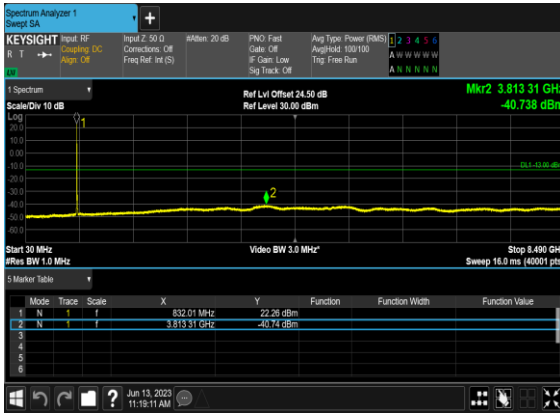 Spectrum Analyzer 1
Swept SA
+
KEYSIGHT Input: RF Input Z: 50 Ω #Atten: 20 dB PNO: Fast Avg Type: Power (RMS) 1 2 3 4 5 6
R T Coupling: DC Corrections: Off Gate: Off Avg|Hold: 100/100 A W W W W W
Align: Off Freq Ref: Int (S) IF Gain: Low Trig: Free Run
Sig Track: Off A N N N N N
1 Spectrum Ref Lvl Offset 24.50 dB Mkr2 3.813 31 GHz
Scale/Div 10 dB Ref Level 30.00 dBm -40.738 dBm
Log
20.0
10.0
0.00
-10.0
-20.0
-30.0
-40.0
-50.0
-60.0
1
DL1 -13.00 dBm
2
Start 30 MHz Video BW 3.0 MHz* Stop 8.490 GHz
#Res BW 1.0 MHz Sweep 16.0 ms (40001 pts)
5 Marker Table
Mode Trace Scale X Y Function Function Width Function Value
1 N 1 f 832.01 MHz 22.26 dBm
2 N 1 f 3.813 31 GHz -40.74 dBm
3
4
5
6
? Jun 13, 2023
11:19:11 AM